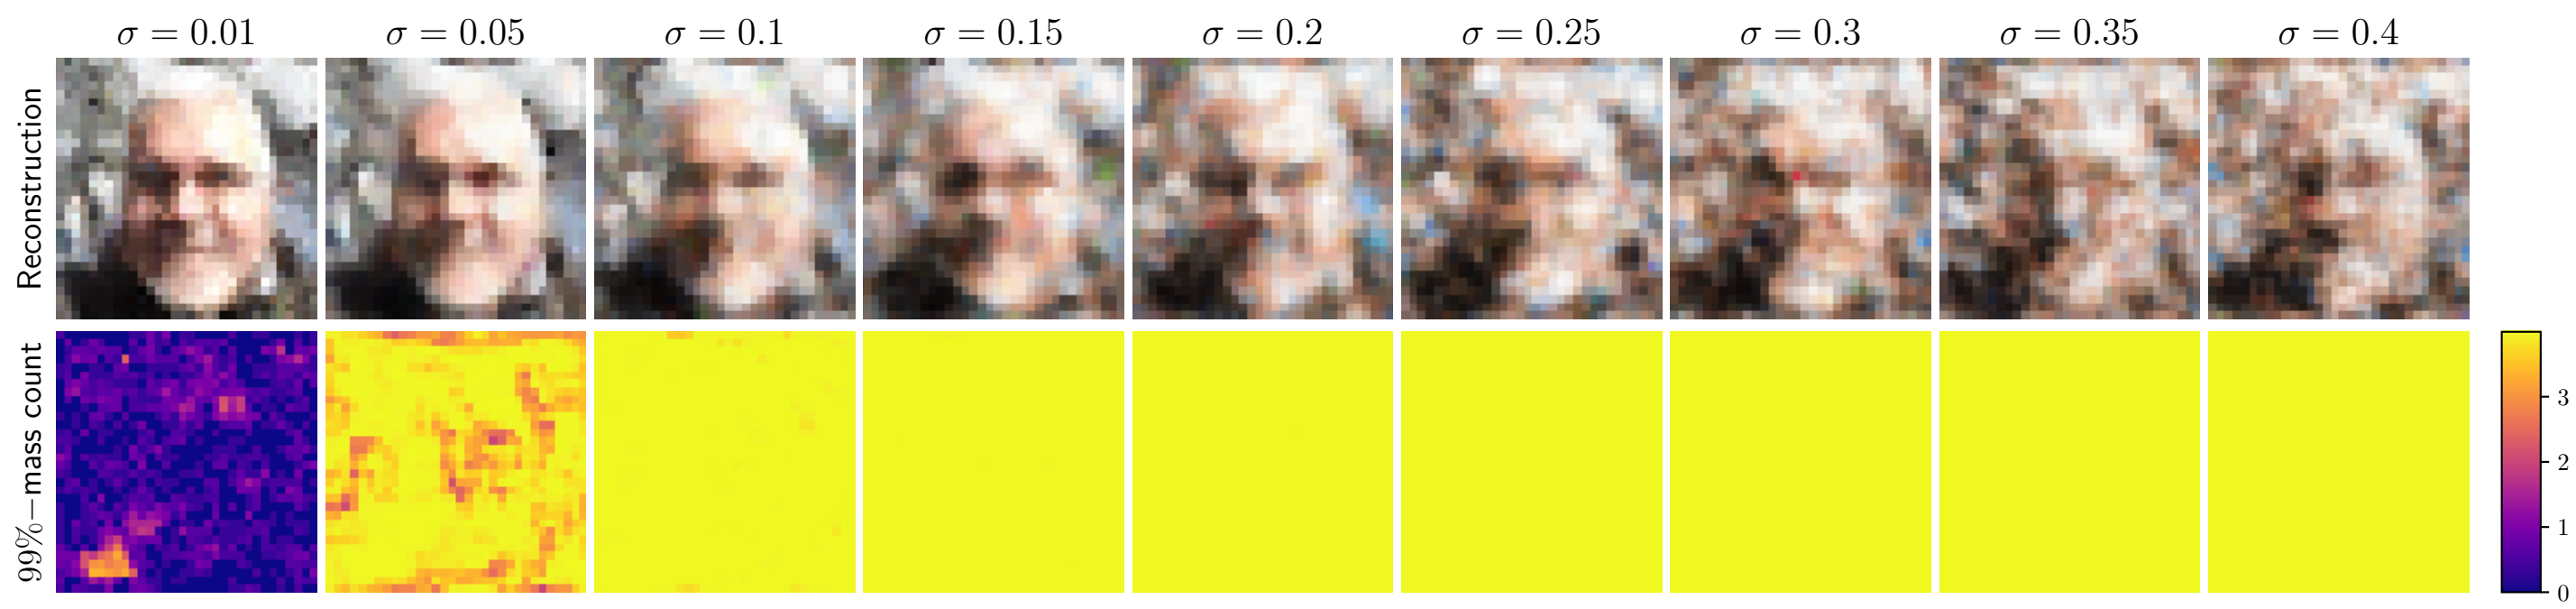 σ = 0.01 σ = 0.05 σ = 0.1 σ = 0.15 σ = 0.2 σ = 0.25 σ = 0.3 σ = 0.35 σ = 0.4
Reconstruction
99%−mass count
3
2
1
0